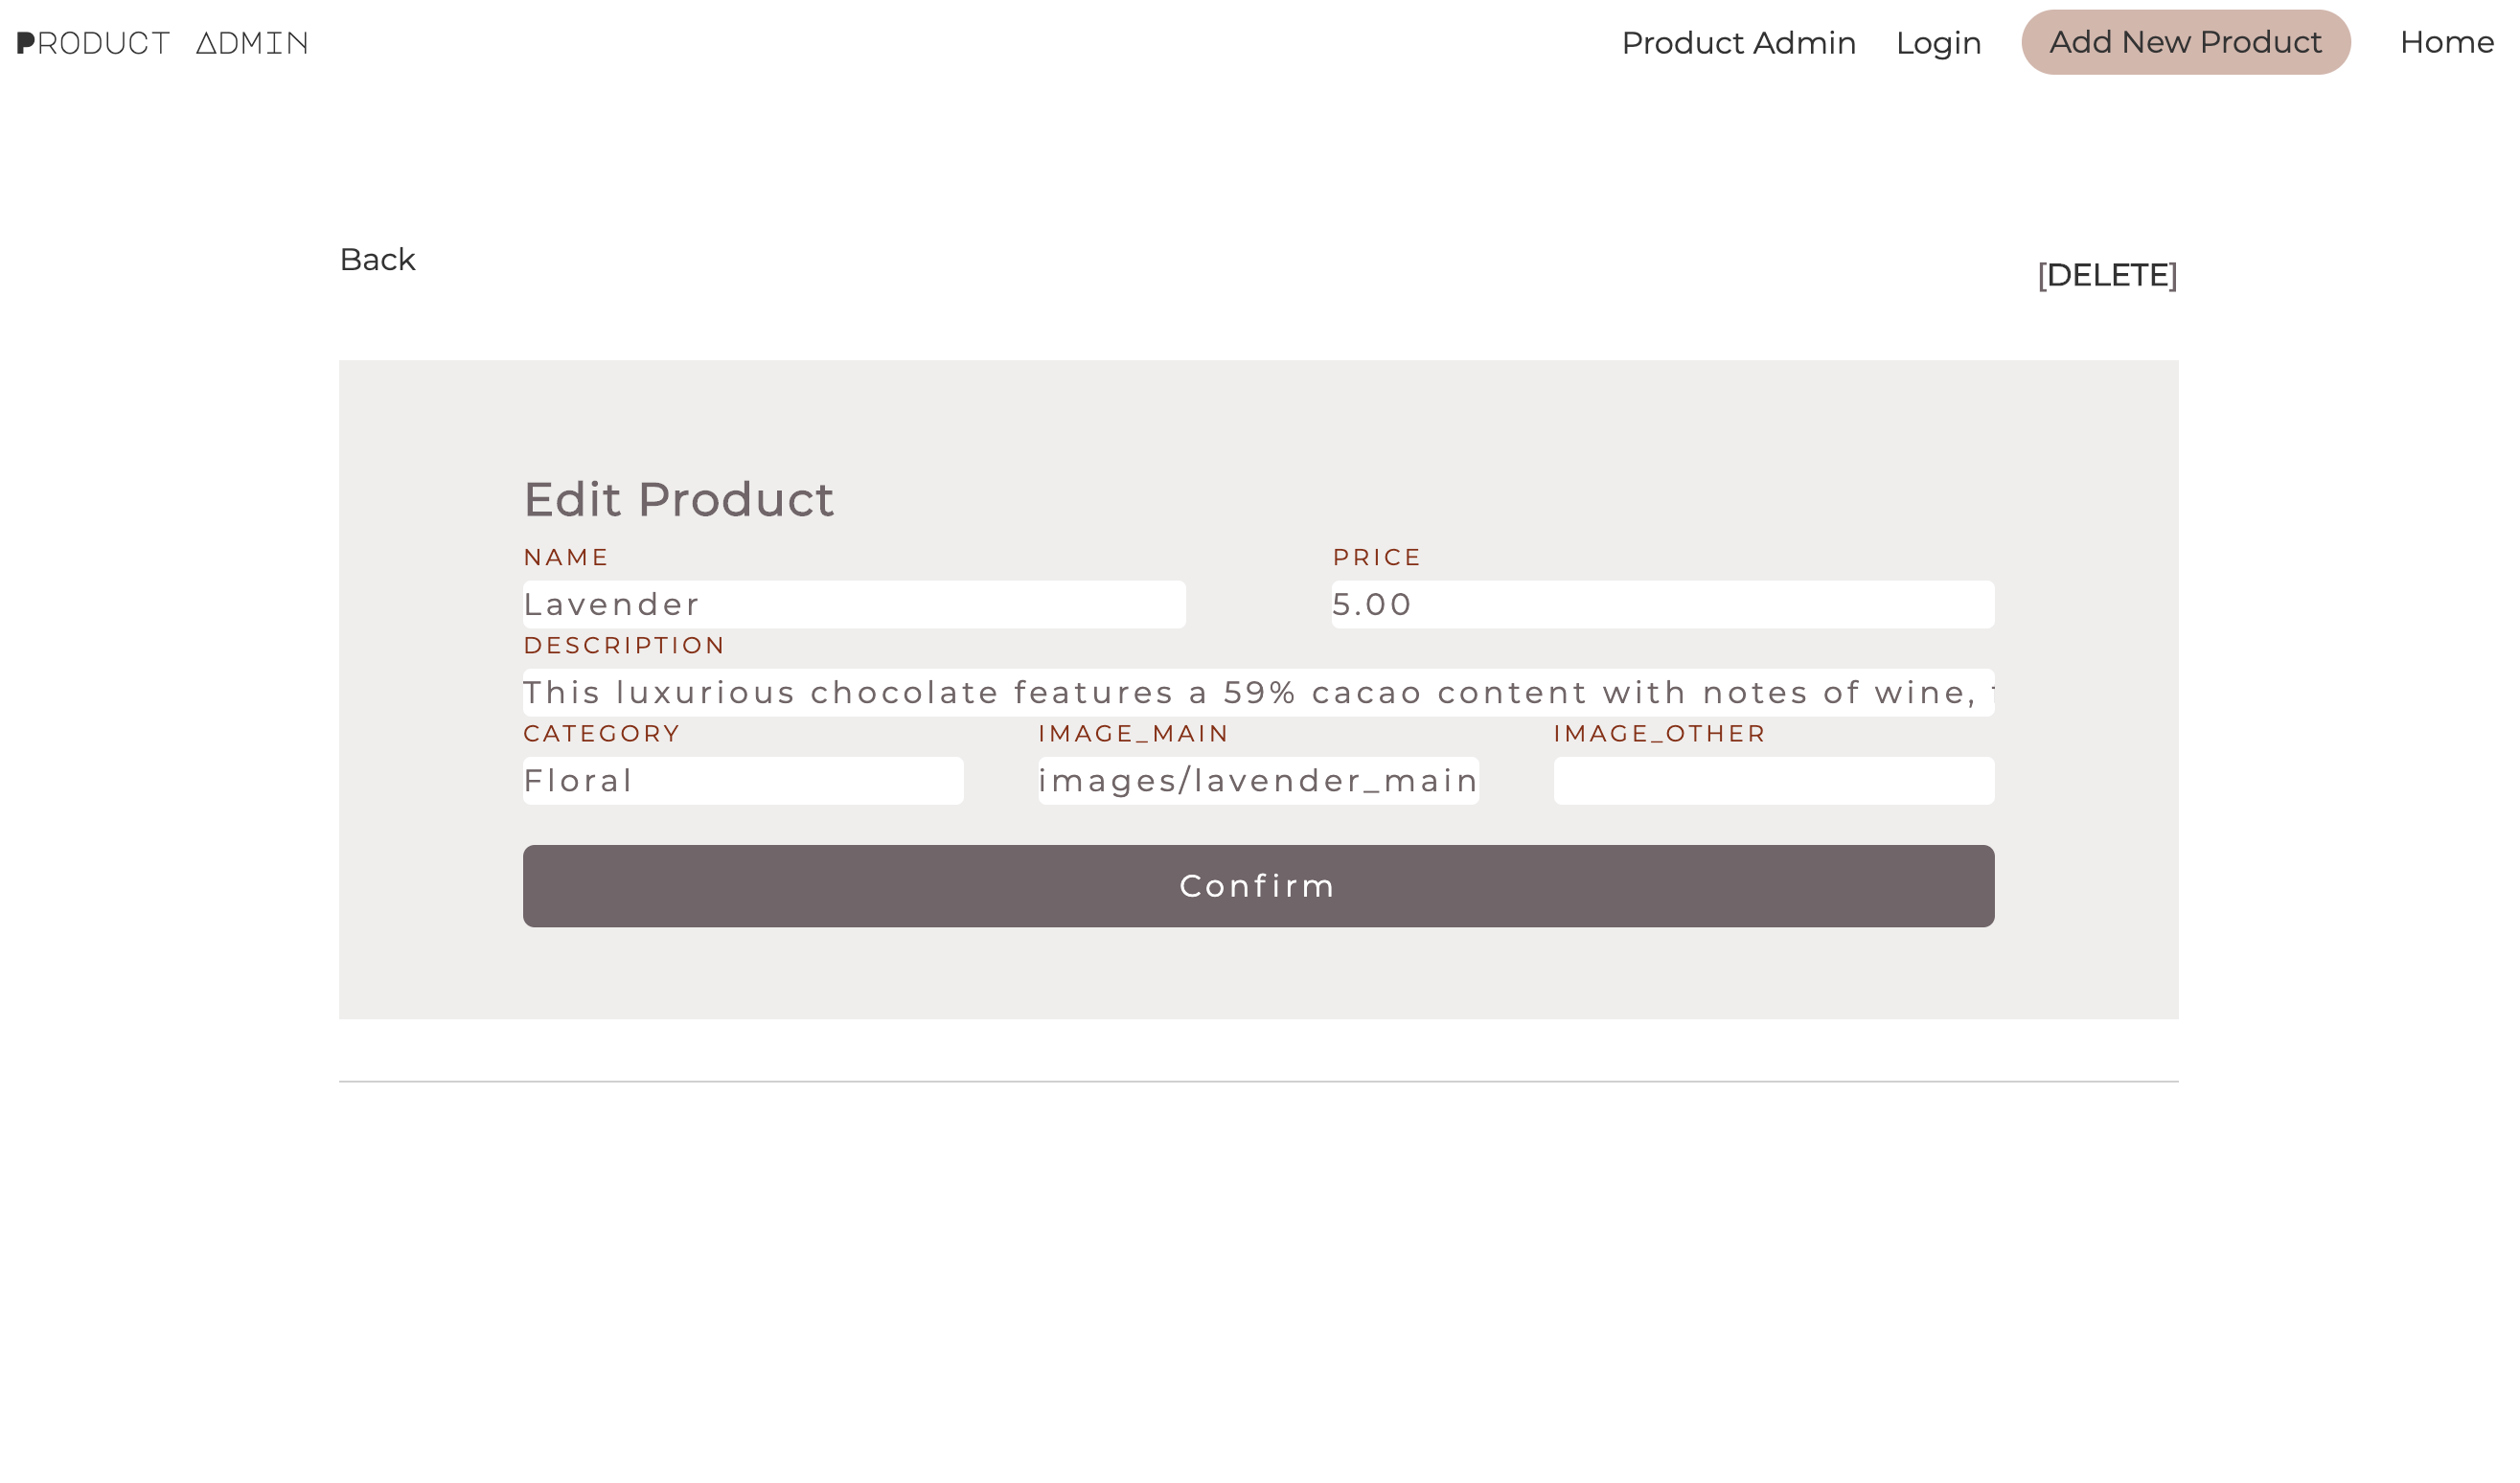 PRODUCT ADMIN
Product Admin Login Add New Product Home
Back
[DELETE]
Edit Product
NAME PRICE
Lavender 5.00
DESCRIPTION
This luxurious chocolate features a 59% cacao content with notes of wine,
CATEGORY IMAGE_MAIN IMAGE_OTHER
Floral images/lavender_main
Confirm